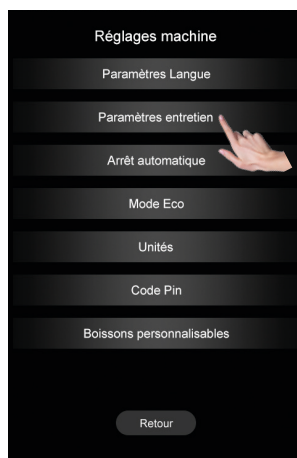 Réglages machine
Paramètres Langue
Paramètres entretien
Arrêt automatique
Mode Eco
Unités
Code Pin
Boissons personnalisables
Retour